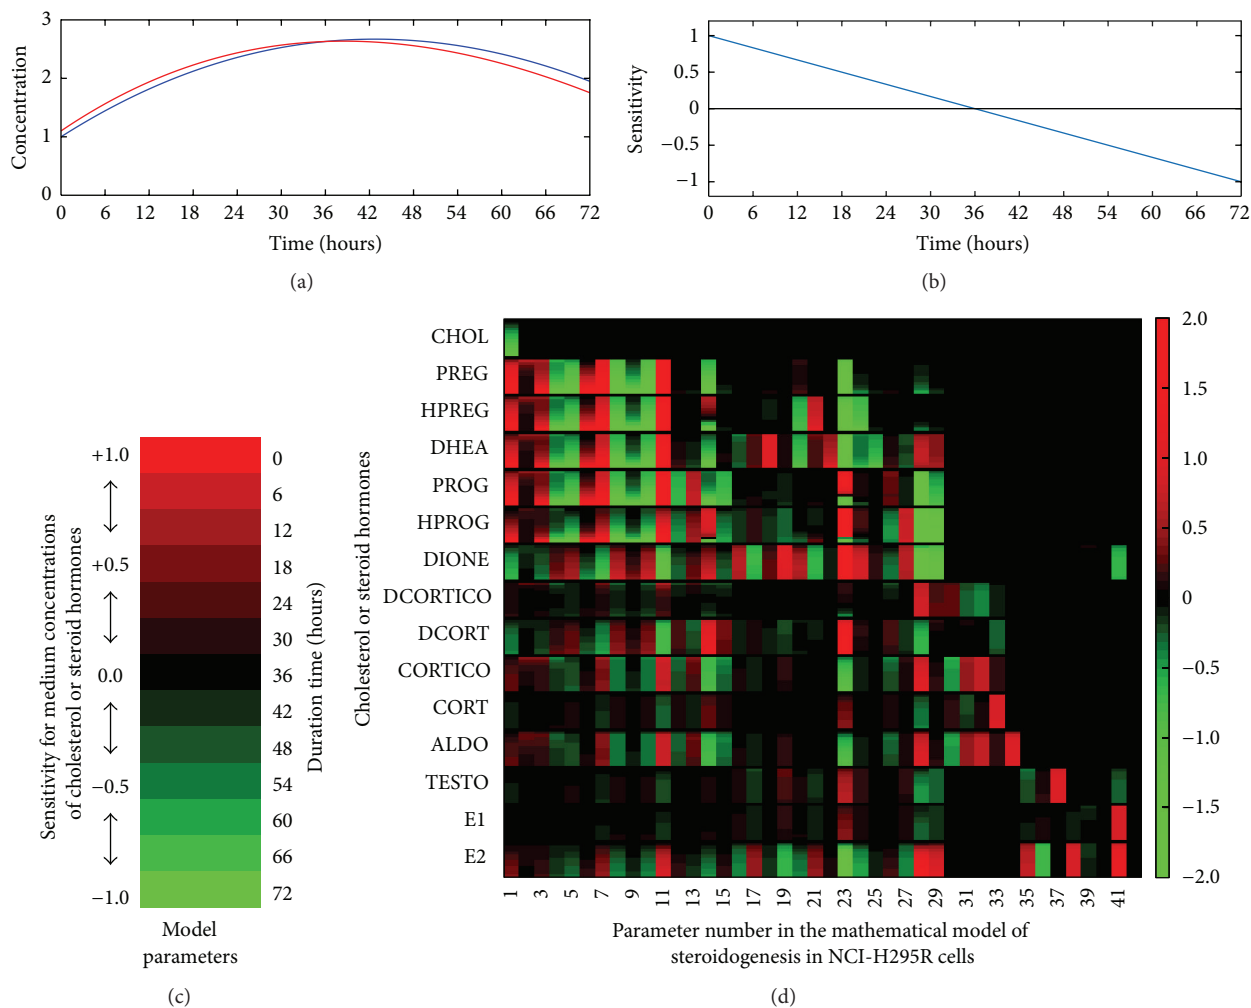 3
2
1
0
Concentration
0 6 12 18 24 30 36 42 48 54 60 66 72
Time (hours)
(a)
1
0.5
0
−0.5
−1
Sensitivity
0 6 12 18 24 30 36 42 48 54 60 66 72
Time (hours)
(b)
Sensitivity for medium concentrations
of cholesterol or steroid hormones
+1.0
+0.5
0.0
−0.5
−1.0
0
6
12
18
24
30
36
42
48
54
60
66
72
Duration time (hours)
Model
parameters
(c)
Cholesterol or steroid hormones
CHOL
PREG
HPREG
DHEA
PROG
HPROG
DIONE
DCORTICO
DCORT
CORTICO
CORT
ALDO
TESTO
E1
E2
1 3 5 7 9 11 13 15 17 19 21 23 25 27 29 31 33 35 37 39 41
Parameter number in the mathematical model of
steroidogenesis in NCI-H295R cells
2.0
1.5
1.0
0.5
0
−0.5
−1.0
−1.5
−2.0
(d)